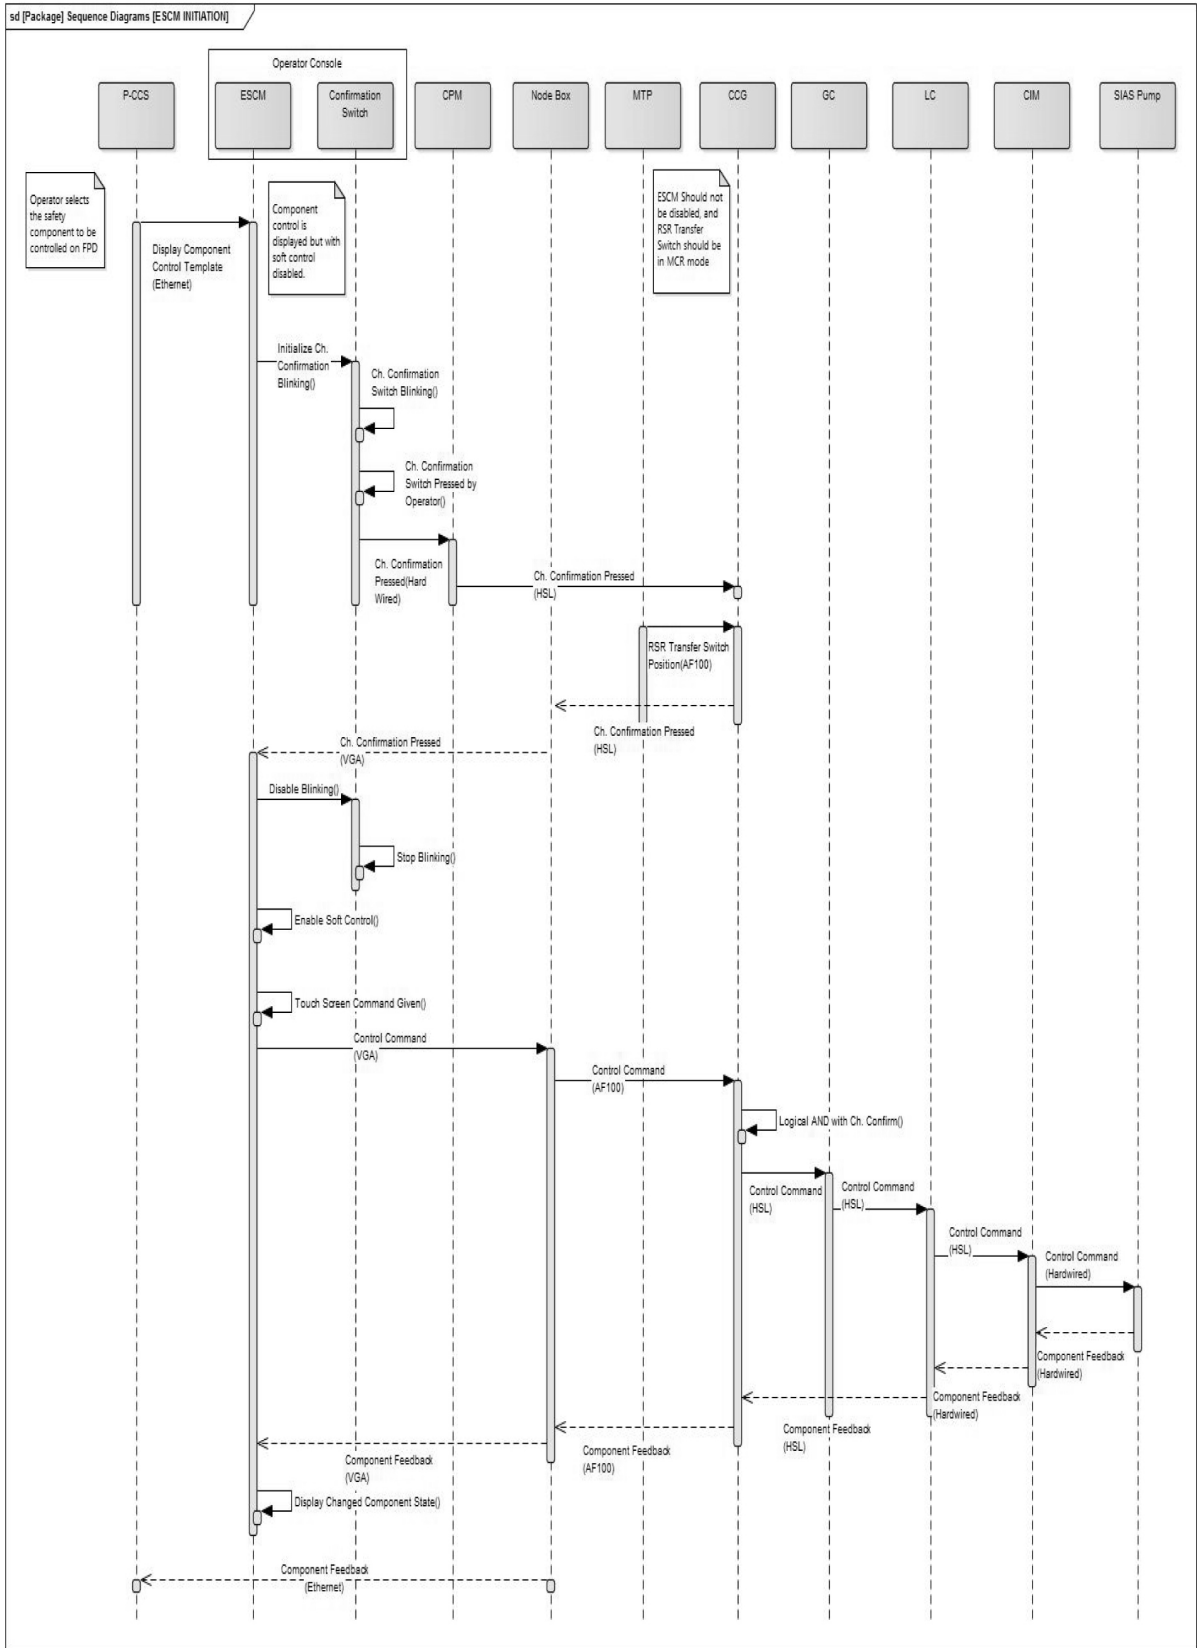 sd [Package] Sequence Diagrams [ESCM INITIATION]
Operator Console
P-CCS
ESCM
Confirmation
Switch
CPM
Node Box
MTP
CCG
GC
LC
CIM
SIAS Pump
Operator selects
the safety
component to be
controlled on FPD
Component
control is
displayed but with
soft control
disabled.
ESCM Should not
be disabled, and
RSR Transfer
Switch should be
in MCR mode
Display Component
Control Template
(Ethernet)
Initialize Ch.
Confirmation
Blinking()
Ch. Confirmation
Switch Blinking()
Ch. Confirmation
Switch Pressed by
Operator()
Ch. Confirmation
Pressed(Hard
Wired)
Ch. Confirmation Pressed
(HSL)
RSR Transfer Switch
Position(AF100)
Ch. Confirmation Pressed
(HSL)
Ch. Confirmation Pressed
(VGA)
Disable Blinking()
Stop Blinking()
Enable Soft Control()
Touch Screen Command Given()
Control Command
(VGA)
Control Command
(AF100)
Logical AND with Ch. Confirm()
Control Command
(HSL)
Control Command
(HSL)
Control Command
(HSL)
Control Command
(Hardwired)
Component Feedback
(Hardwired)
Component Feedback
(Hardwired)
Component Feedback
(HSL)
Component Feedback
(AF100)
Component Feedback
(VGA)
Display Changed Component State()
Component Feedback
(Ethernet)